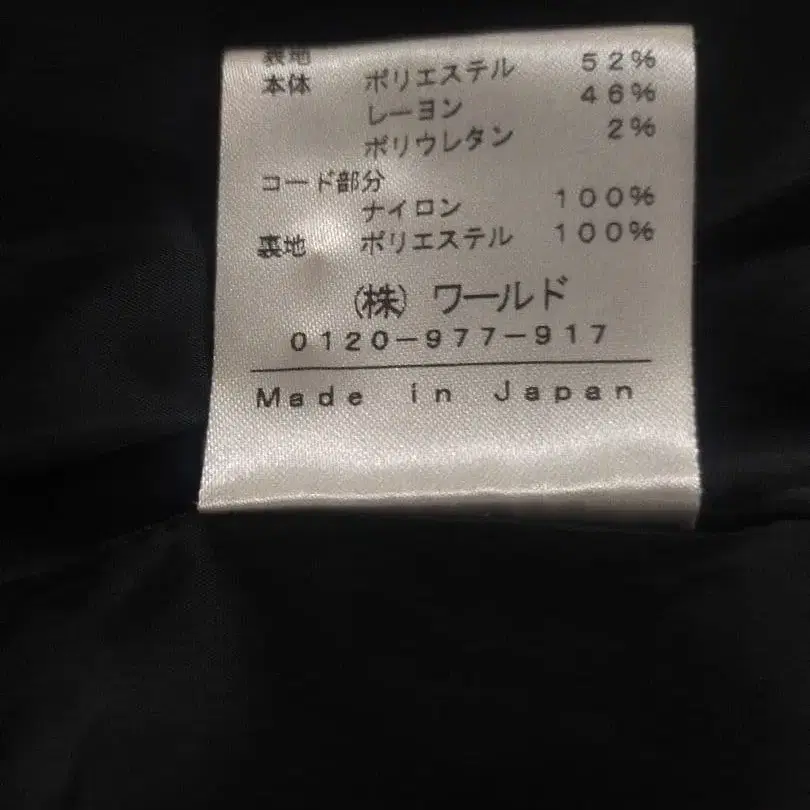 表地
本体 ポリエステル 52%
レーヨン 46%
ポリウレタン 2%
コード部分
ナイロン 100%
裏地 ポリエステル 100%
(株) ワールド
0120-977-917
Made in Japan